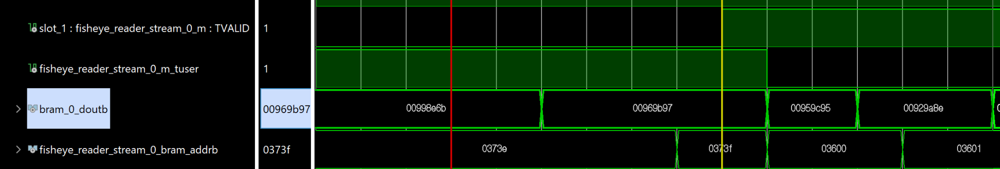 slot_1 : fisheye_reader_stream_0_m : TVALID 1
fisheye_reader_stream_0_m_tuser 1
bram_0_doutb 00969b97 00998e6b 00969b97 00959c95 00929a8e
fisheye_reader_stream_0_bram_addrb 0373f 0373e 0373f 03600 03601